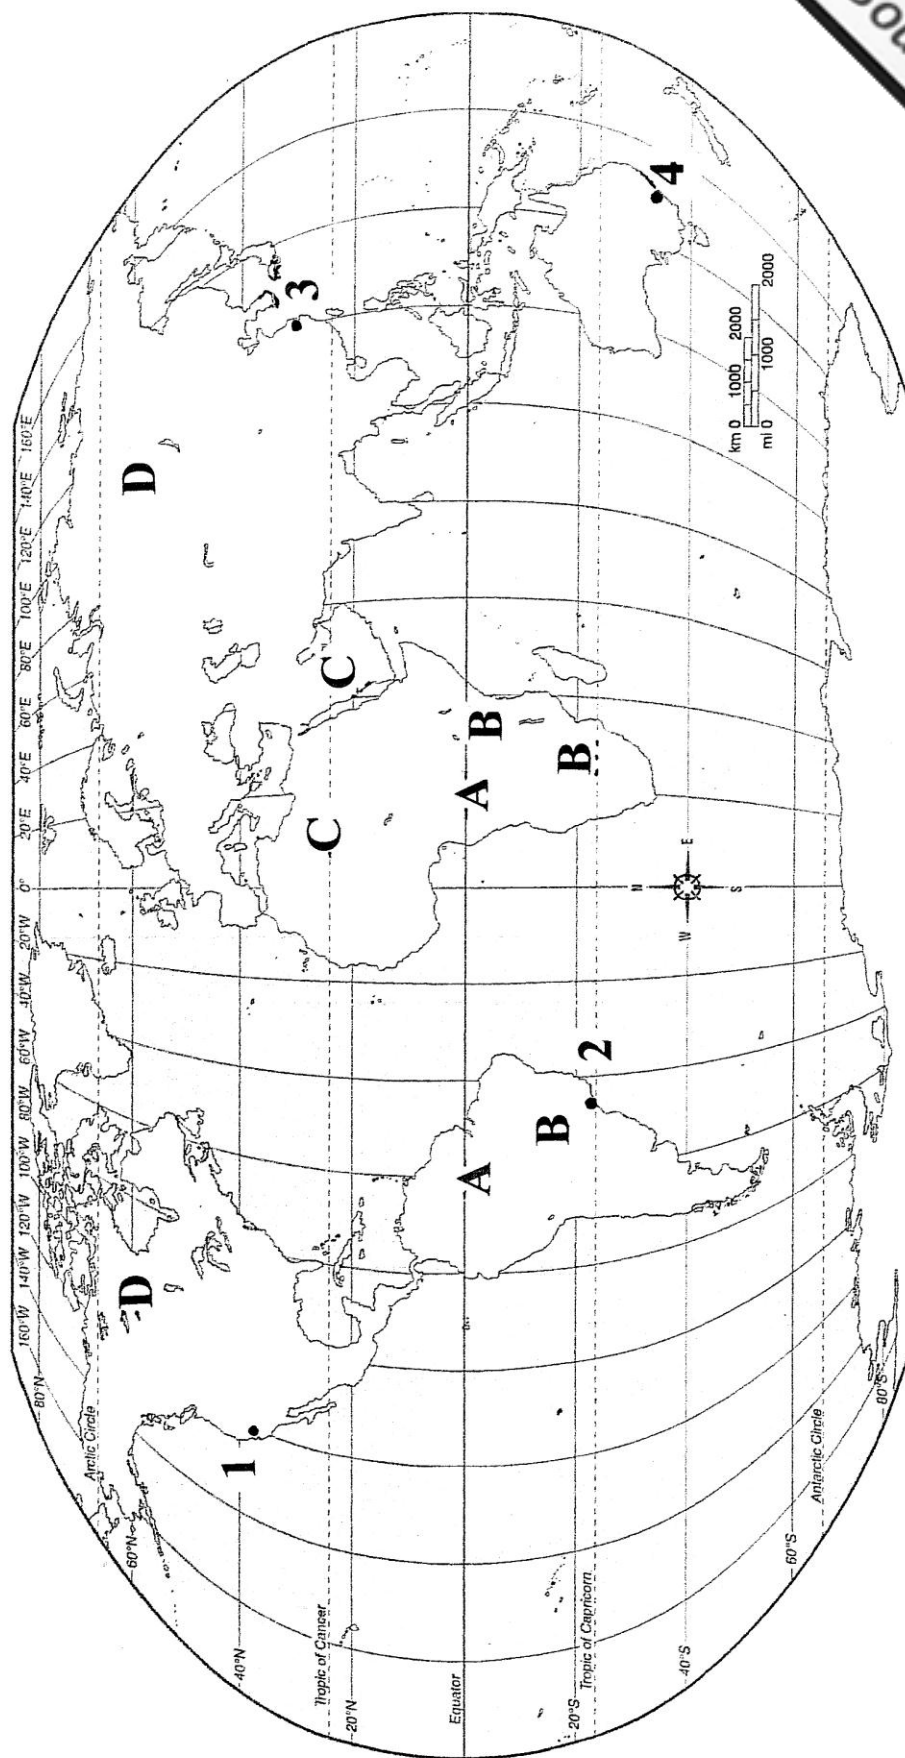 160°W 140°W 120°W 100°W 80°W 60°W 40°W 20°W 0° 20°E 40°E 60°E 80°E 100°E 120°E 140°E 160°E
80°N
Arctic Circle
60°N
D
D
40°N
1
3
Tropic of Cancer
C
C
20°N
Equator
A
A
B
B
B
20°S
2
Tropic of Capricorn
4
40°S
N
W
E
S
km 0 1000 2000
mi 0 1000 2000
60°S
Antarctic Circle
80°S